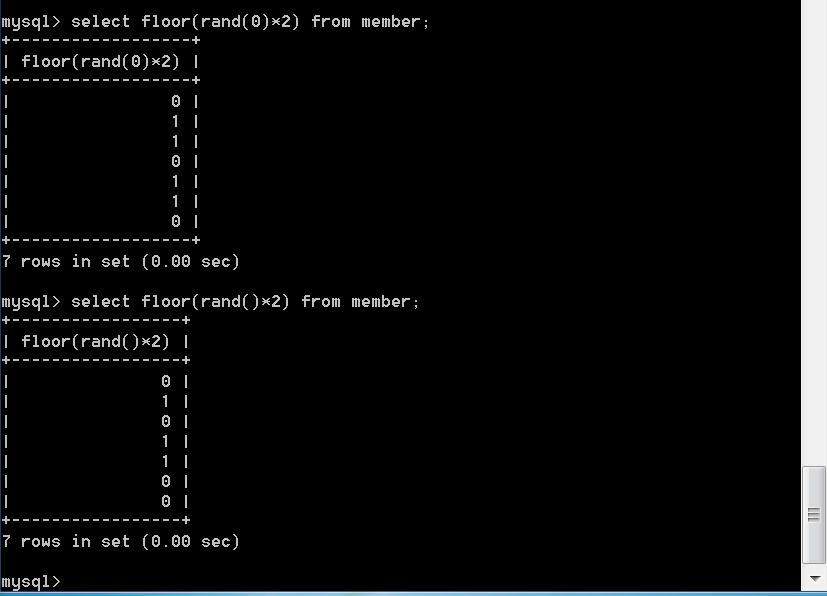 mysql> select floor(rand(0)*2) from member;
+------------------+
| floor(rand(0)*2) |
+------------------+
|                0 |
|                1 |
|                1 |
|                0 |
|                1 |
|                1 |
|                0 |
+------------------+
7 rows in set (0.00 sec)
mysql> select floor(rand()*2) from member;
+-----------------+
| floor(rand()*2) |
+-----------------+
|               0 |
|               1 |
|               0 |
|               1 |
|               1 |
|               0 |
|               0 |
+-----------------+
7 rows in set (0.00 sec)
mysql>